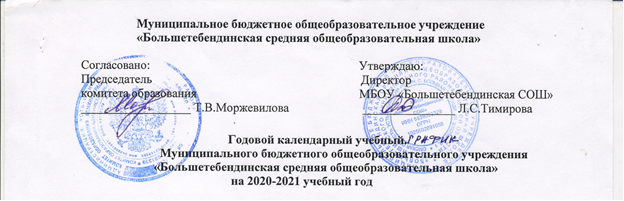 Муниципальное бюджетное общеобразовательное учреждение
«Большетебендинская средняя общеобразовательная школа»
Согласовано: Утверждаю:
Председатель Директор
комитета образования МБОУ «Большетебендинская СОШ»
Т.В.Моржевилова Л.С.Тимирова
Годовой календарный учебный график
Муниципального бюджетного общеобразовательного учреждения
«Большетебендинская средняя общеобразовательная школа»
на 2020-2021 учебный год